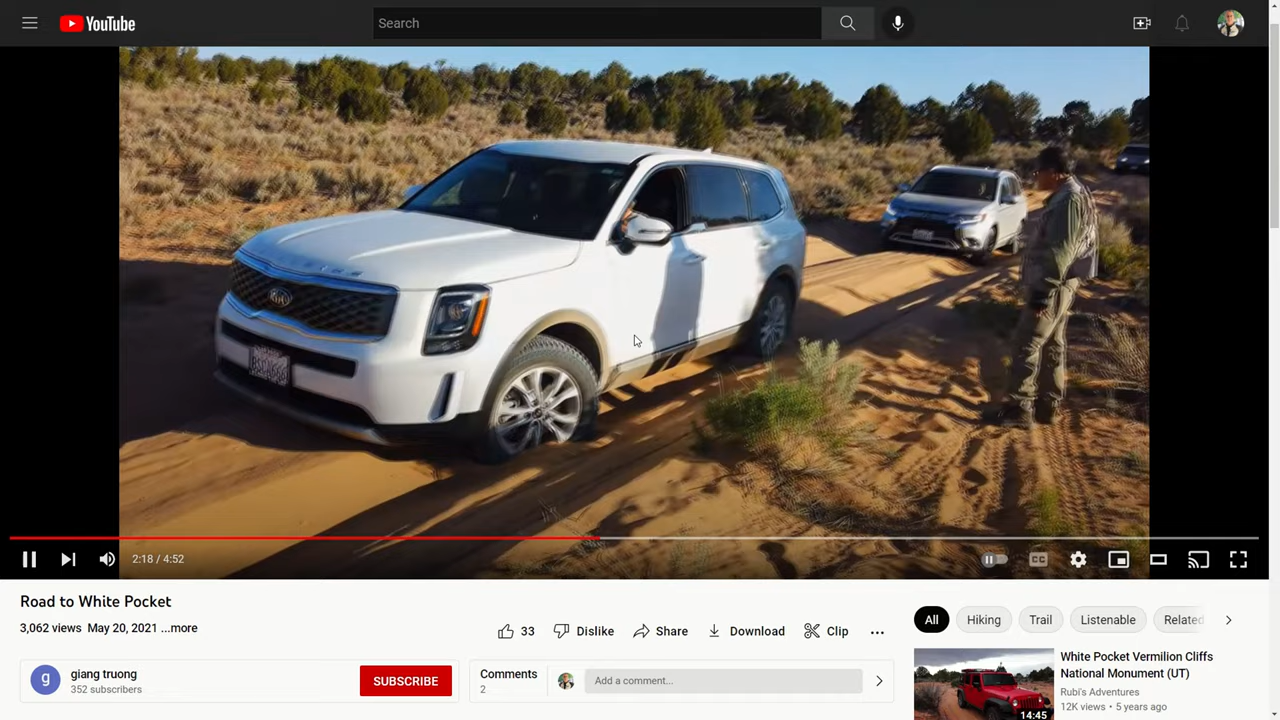 YouTube
Search
KIA
2:18 / 4:52
CC
Road to White Pocket
3,062 views May 20, 2021 ...more
33
Dislike
Share
Download
Clip
g
giang truong
352 subscribers
SUBSCRIBE
Comments
2
Add a comment...
All
Hiking
Trail
Listenable
Related
White Pocket Vermilion Cliffs
National Monument (UT)
Rubi's Adventures
12K views • 5 years ago
14:45